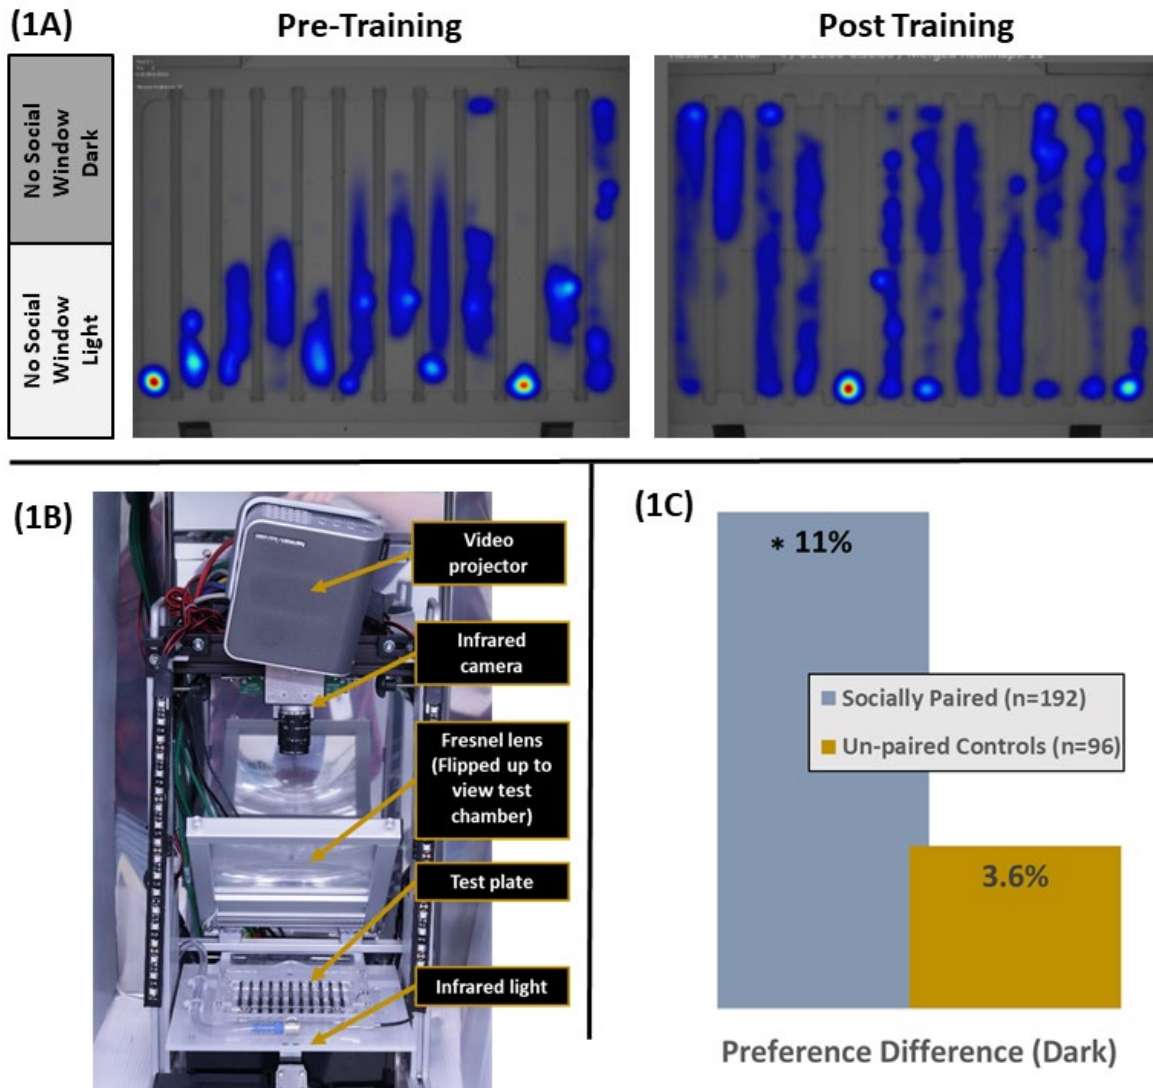 (1A)
Pre-Training
Post Training
No Social
Window
Dark
No Social
Window
Light
(1B)
Video
projector
Infrared
camera
Fresnel lens
(Flipped up to
view test
chamber)
Test plate
Infrared light
(1C)
* 11%
Socially Paired (n=192)
Un-paired Controls (n=96)
3.6%
Preference Difference (Dark)